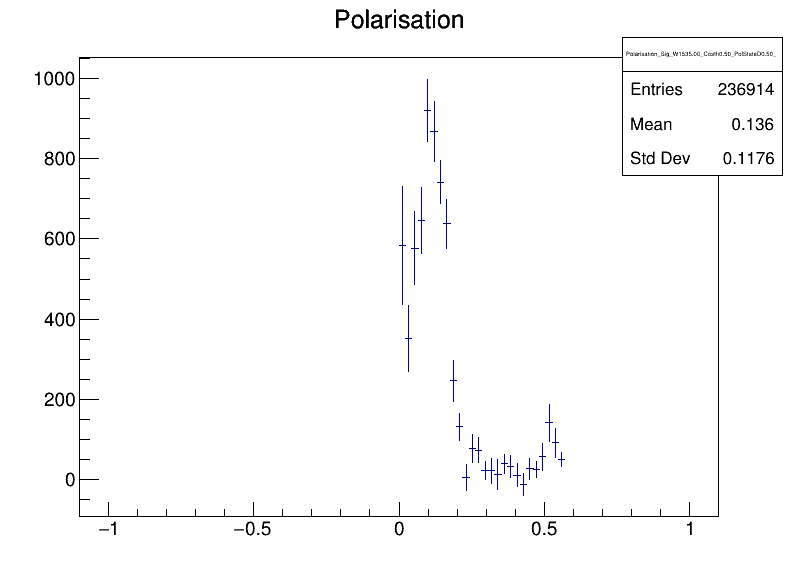 Polarisation
Polarisation_Sig_W1535.00_Costh0.50_PolStateD0.50_
Entries 236914
Mean 0.136
Std Dev 0.1176
1000
800
600
400
200
0
−1 −0.5 0 0.5 1